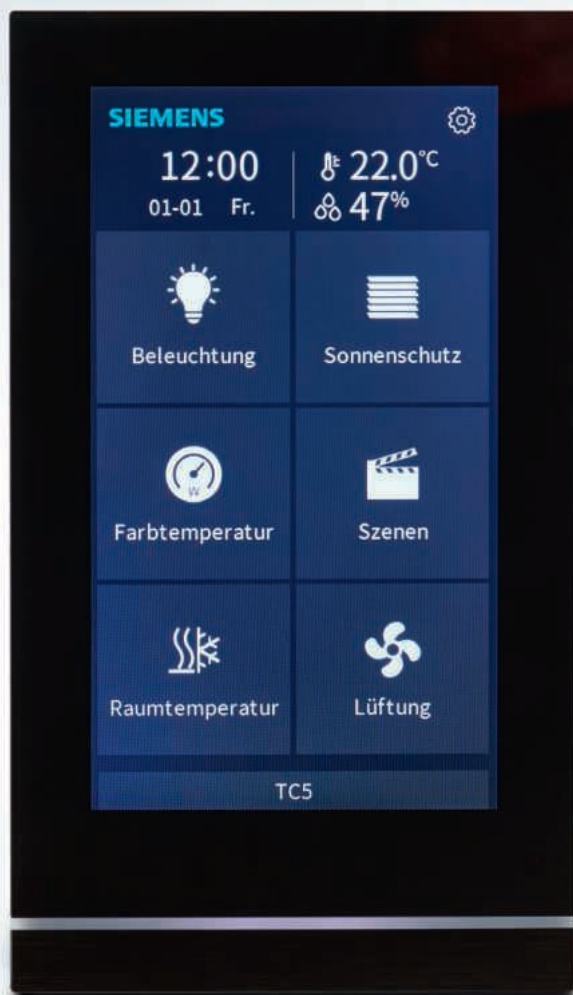 SIEMENS
12:00
01-01 Fr.
22.0°C
47%
Beleuchtung
Sonnenschutz
W
Farbtemperatur
Szenen
Raumtemperatur
Lüftung
TC5